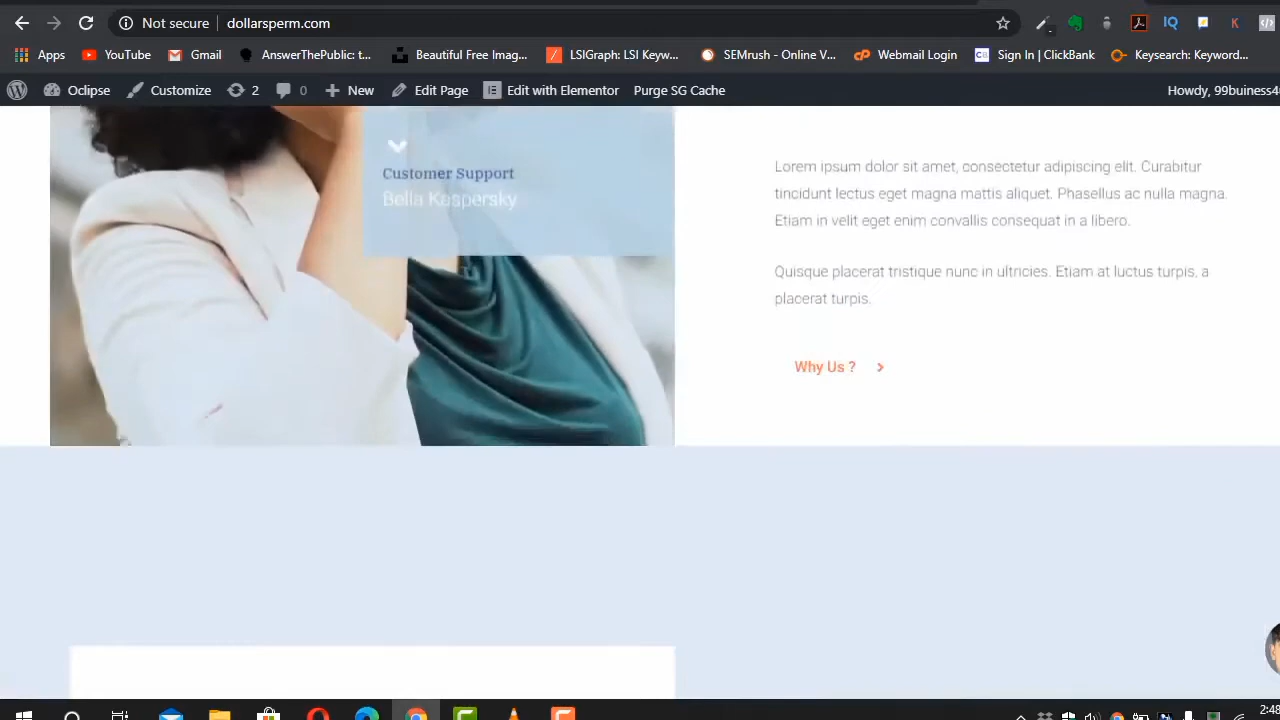 Not secure dollarsperm.com
Apps YouTube Gmail AnswerThePublic: t... Beautiful Free Imag... LSIGraph: LSI Keyw... SEMrush - Online V... Webmail Login Sign In | ClickBank Keysearch: Keyword...
Oclipse Customize 2 0 New Edit Page Edit with Elementor Purge SG Cache Howdy, 99buiness4
Customer Support
Bella Kaspersky
Lorem ipsum dolor sit amet, consectetur adipiscing elit. Curabitur
tincidunt lectus eget magna mattis aliquet. Phasellus ac nulla magna.
Etiam in velit eget enim convallis consequat in a libero.
Quisque placerat tristique nunc in ultricies. Etiam at luctus turpis, a
placerat turpis.
Why Us ?
2:48